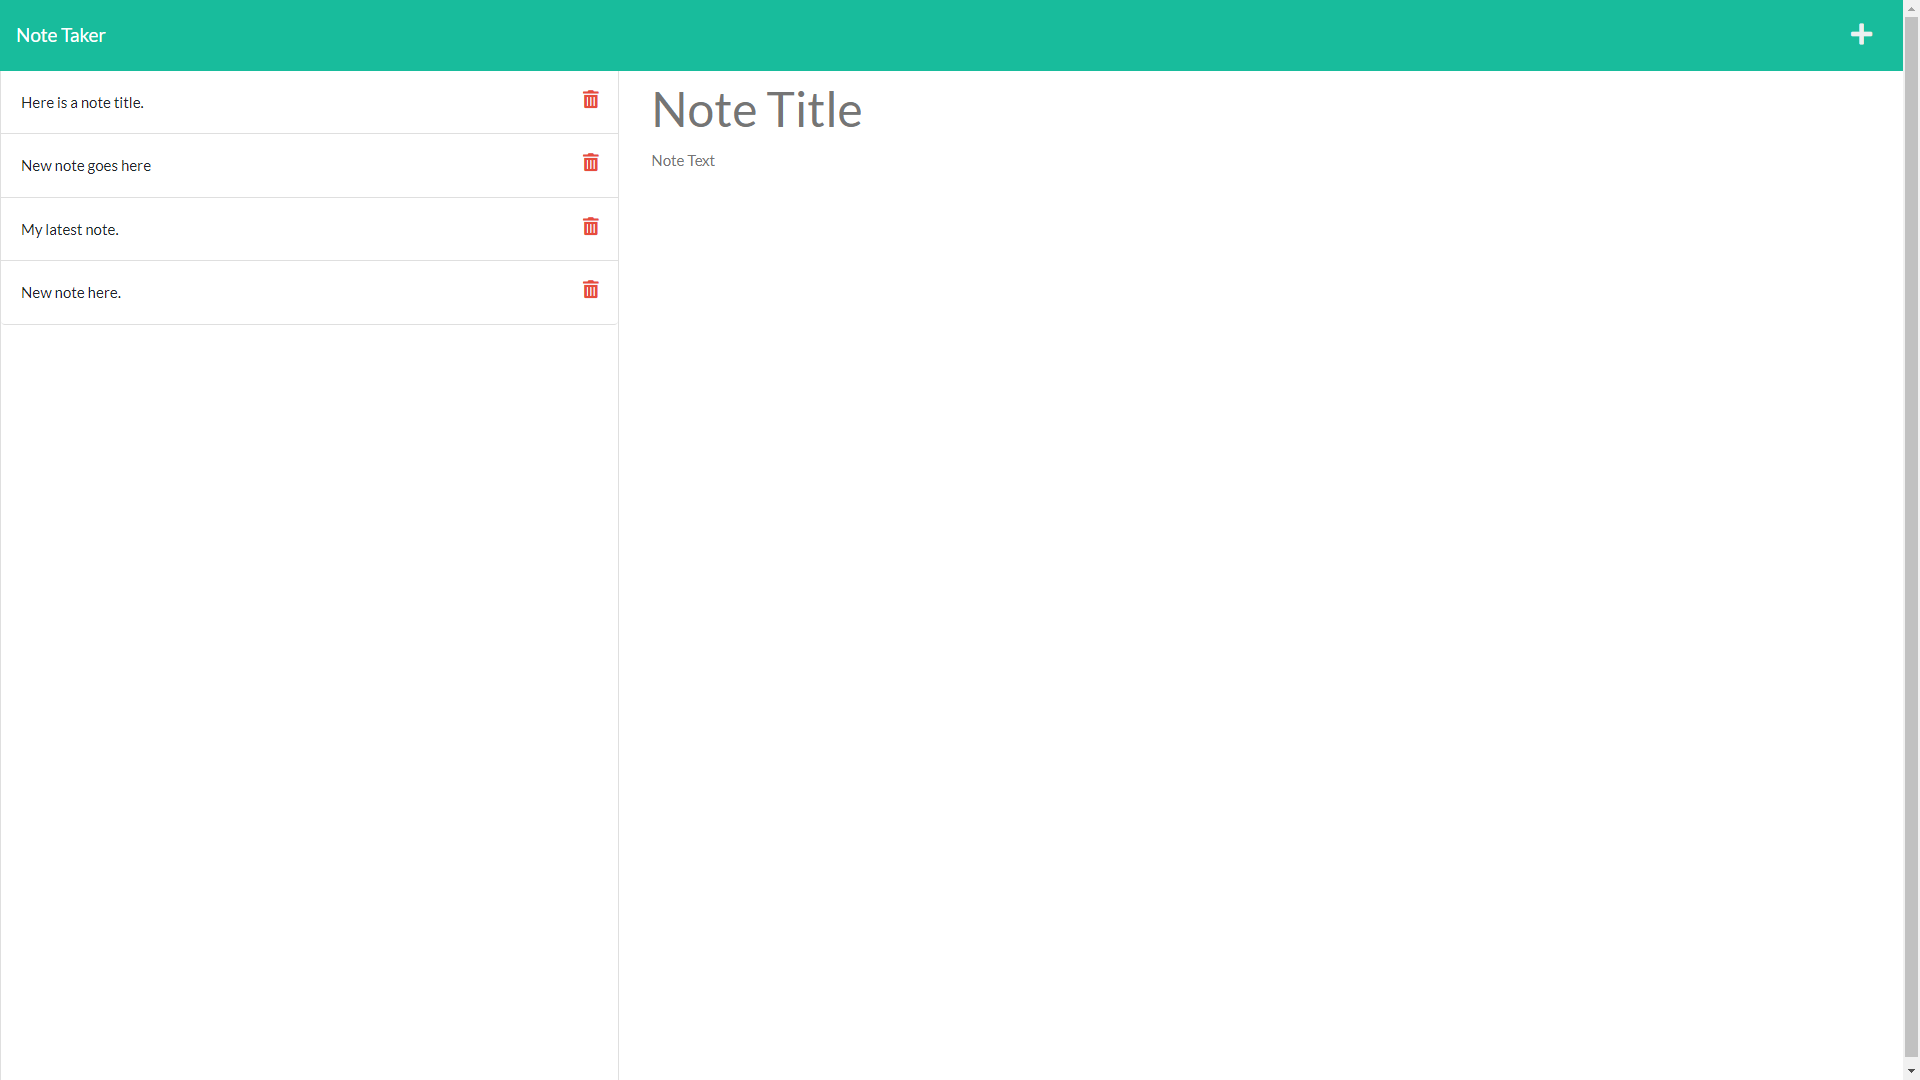 Note Taker
Here is a note title.
New note goes here
My latest note.
New note here.
Note Title
Note Text